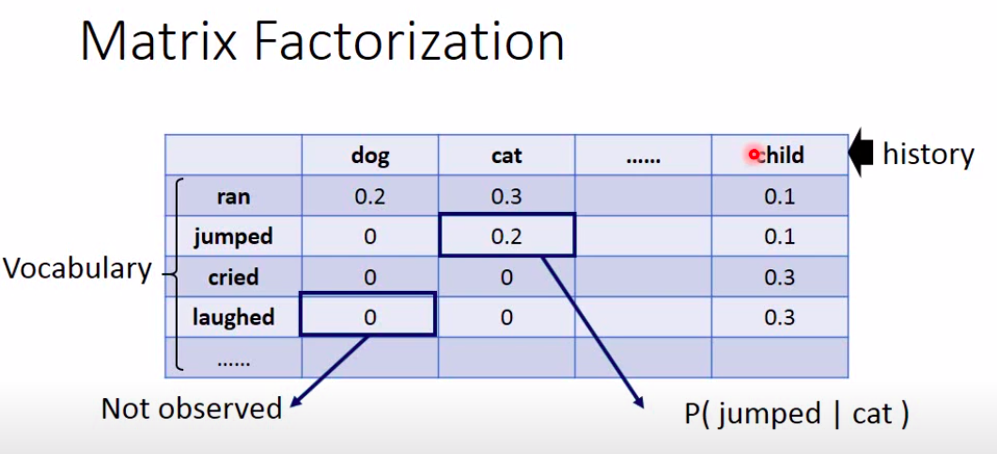 Matrix Factorization
dog cat ...... child
history
ran 0.2 0.3 0.1
jumped 0 0.2 0.1
Vocabulary
cried 0 0 0.3
laughed 0 0 0.3
......
Not observed
P( jumped | cat )